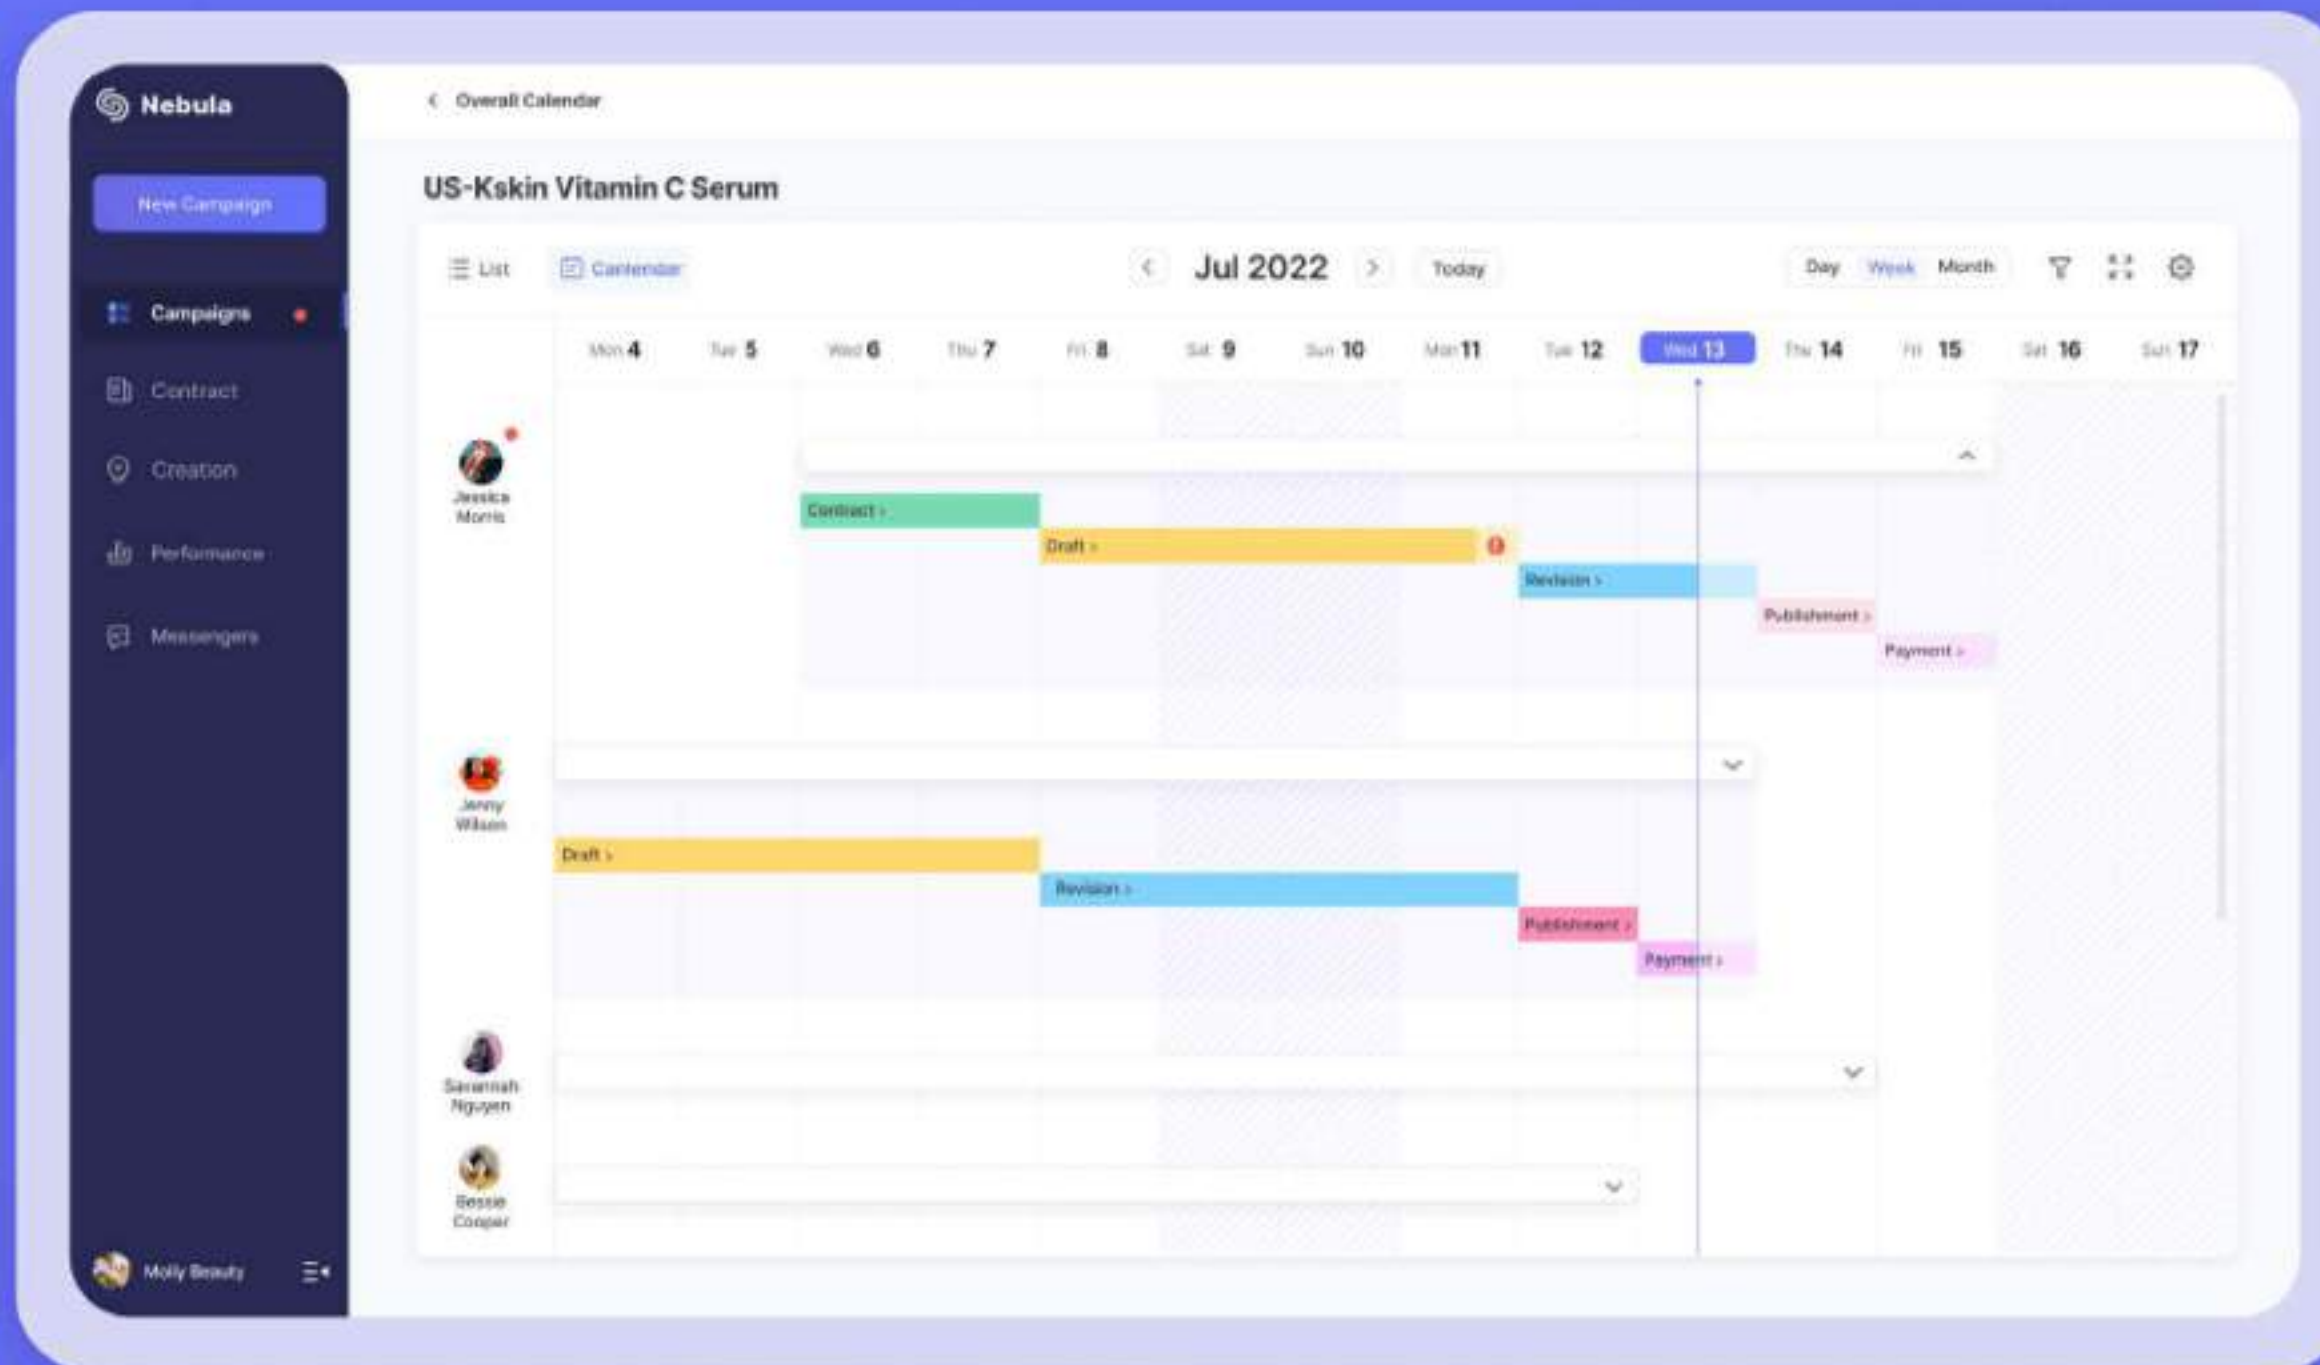 Nebula
< Overall Calendar
New Campaign
US-Kskin Vitamin C Serum
List
Cantendar
< Jul 2022 >
Today
Day Week Month
Campaigns
Contract
Creation
Performance
Messengers
Mon 4 Tue 5 Wed 6 Thu 7 Fri 8 Sat 9 Sun 10 Mon 11 Tue 12 Wed 13 Thu 14 Fri 15 Sat 16 Sun 17
Jessica
Morris
Contract >
Draft >
Revision >
Publishment >
Payment >
Jenny
Wilson
Draft >
Revision >
Publishment >
Payment >
Savannah
Nguyen
Bessie
Cooper
Molly Beauty